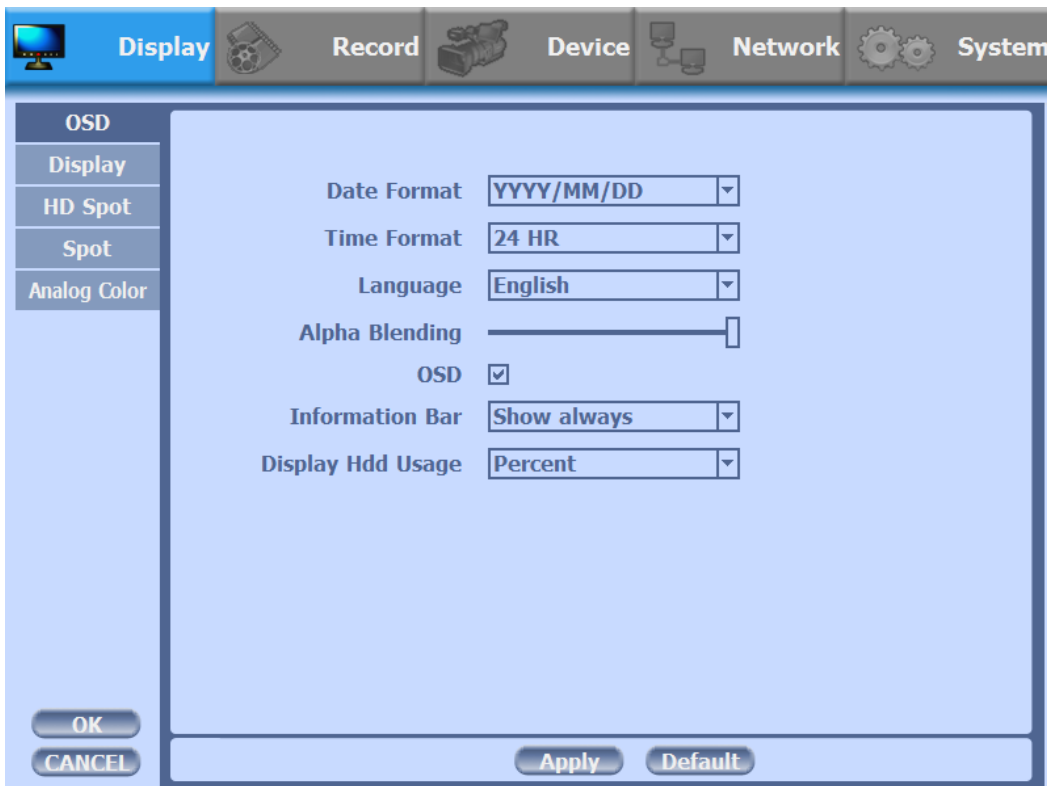 Display Record Device Network System
OSD
Display
HD Spot
Spot
Analog Color
Date Format YYYY/MM/DD
Time Format 24 HR
Language English
Alpha Blending
OSD
Information Bar Show always
Display Hdd Usage Percent
OK
CANCEL
Apply Default